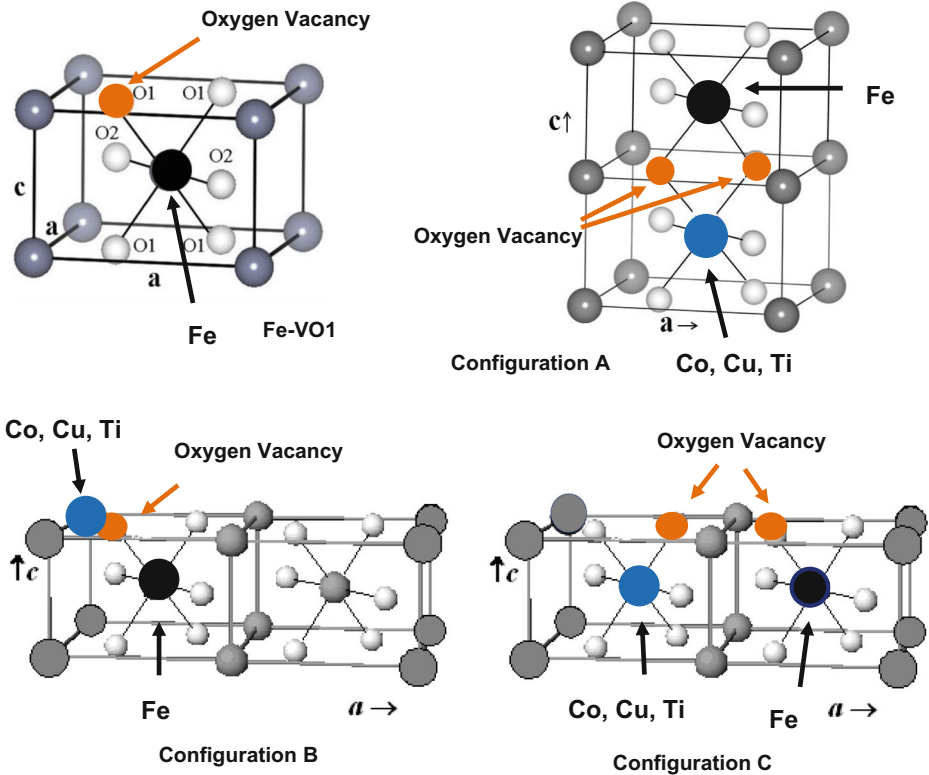 Oxygen Vacancy
O1
O1
O2
O2
c
a
O1
O1
a
Fe
Fe-VO1
Fe
c↑
Oxygen Vacancy
a→
Configuration A
Co, Cu, Ti
Co, Cu, Ti
Oxygen Vacancy
↑c
Fe
a→
Configuration B
Oxygen Vacancy
↑c
Co, Cu, Ti
Fe
a→
Configuration C